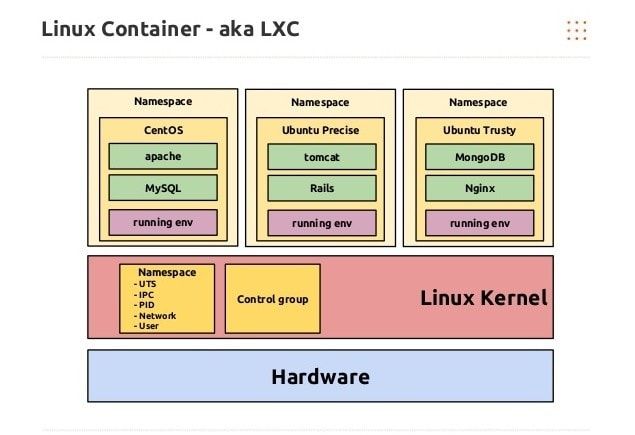 Linux Container - aka LXC
Namespace
CentOS
apache
MySQL
running env
Namespace
Ubuntu Precise
tomcat
Rails
running env
Namespace
Ubuntu Trusty
MongoDB
Nginx
running env
Namespace
- UTS
- IPC
- PID
- Network
- User
Control group
Linux Kernel
Hardware